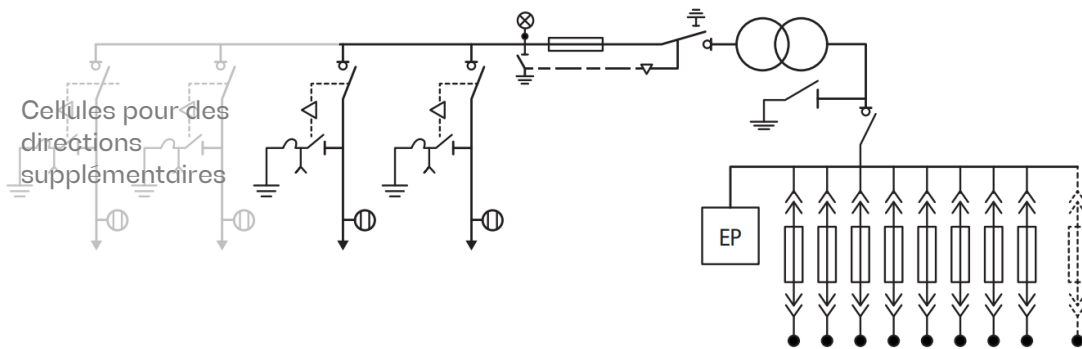 Cellules pour des
directions
supplémentaires
EP